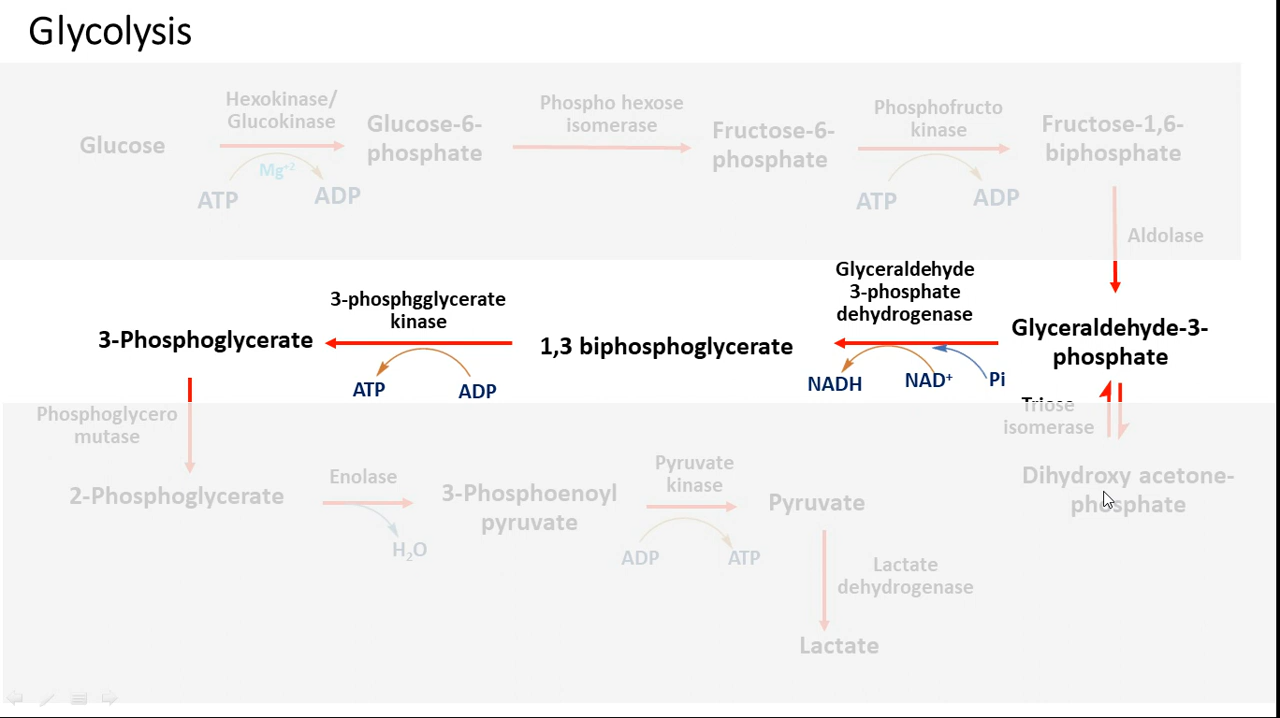 Glycolysis
Hexokinase/
Glucokinase
Phospho hexose
isomerase
Phosphofructo
kinase
Glucose
Glucose-6-
phosphate
Fructose-6-
phosphate
Fructose-1,6-
biphosphate
Mg+2
ATP
ADP
ATP
ADP
Aldolase
Glyceraldehyde
3-phosphate
dehydrogenase
3-phosphgglycerate
kinase
3-Phosphoglycerate
1,3 biphosphoglycerate
Glyceraldehyde-3-
phosphate
ATP
ADP
NADH
NAD+
Pi
Phosphoglycero
mutase
Triose
isomerase
2-Phosphoglycerate
Enolase
3-Phosphoenoyl
pyruvate
Pyruvate
kinase
Pyruvate
Dihydroxy acetone-
phosphate
H2O
ADP
ATP
Lactate
dehydrogenase
Lactate